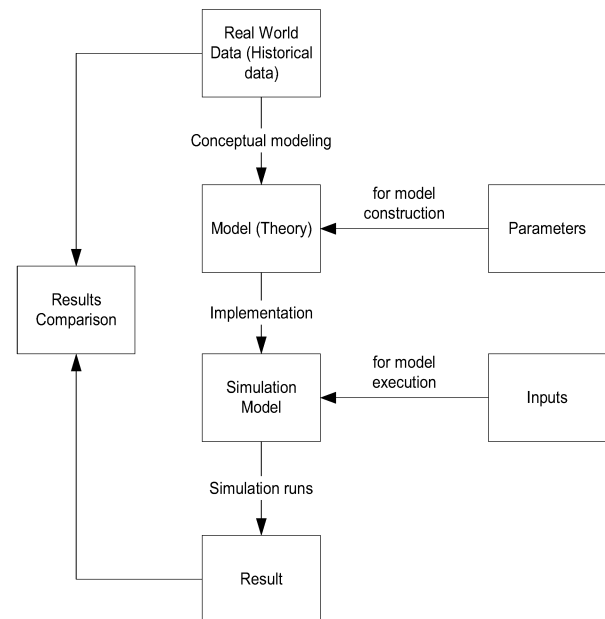 Real World
Data (Historical
data)
Conceptual modeling
Model (Theory)
for model
construction
Parameters
Results
Comparison
Implementation
Simulation
Model
for model
execution
Inputs
Simulation runs
Result